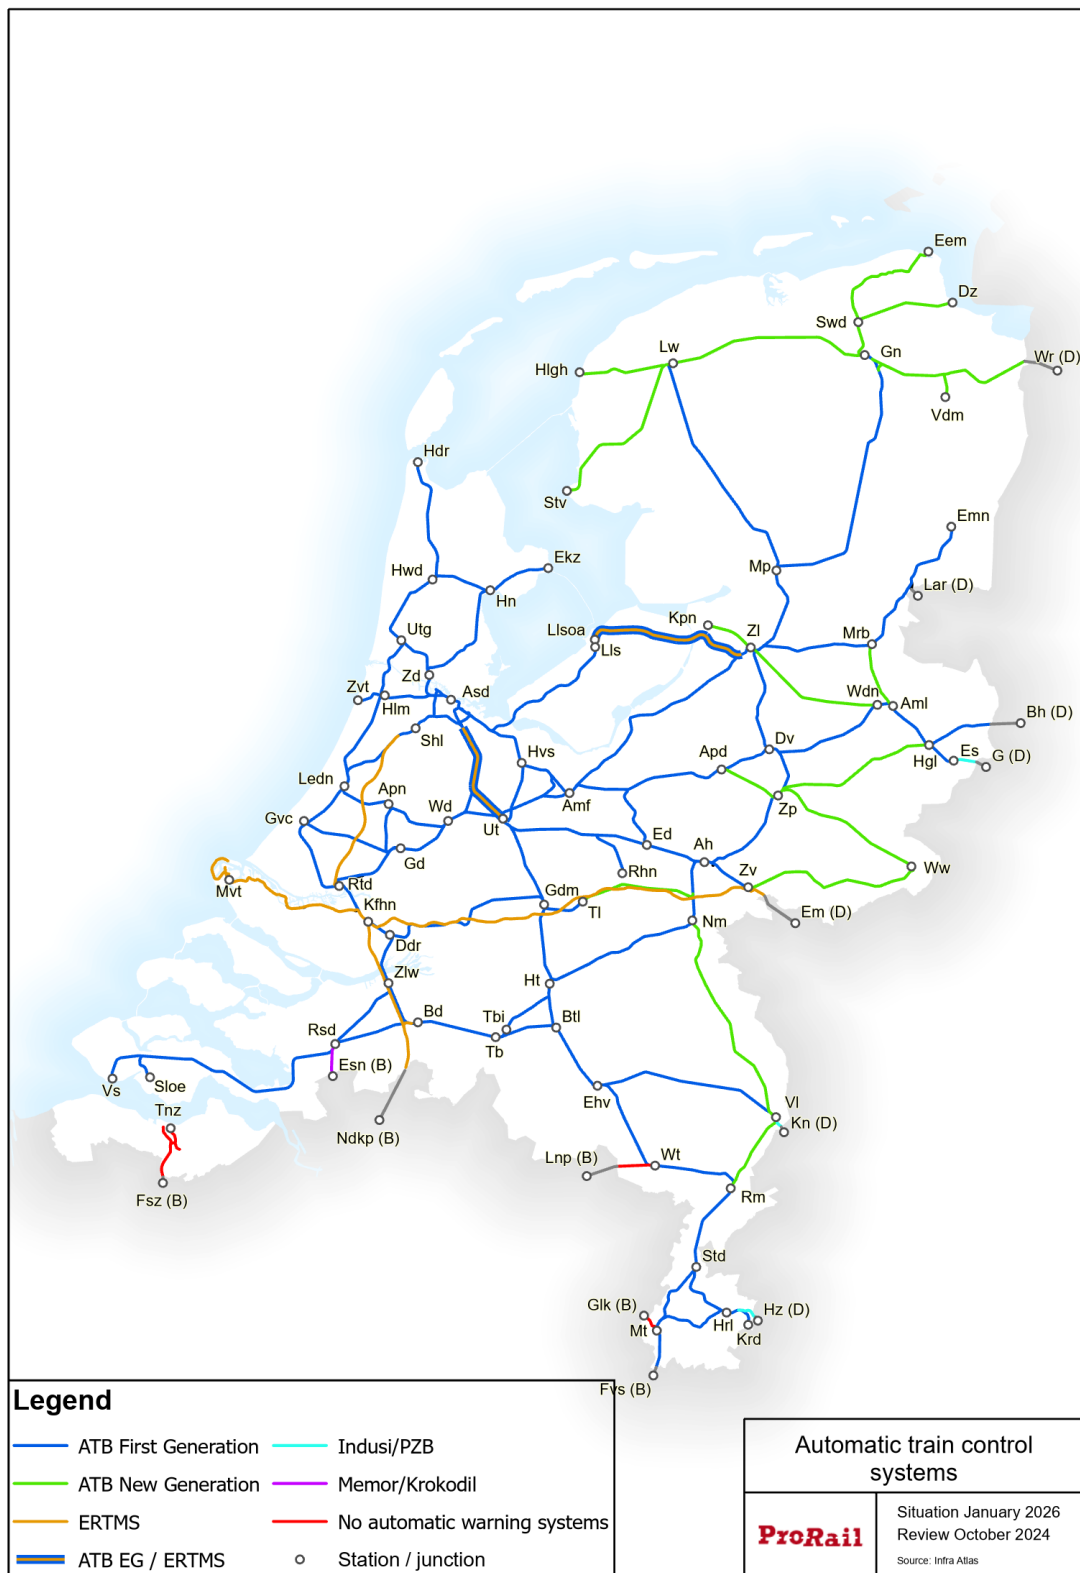 Eem
Dz
Swd
Gn
Lw
Wr (D)
Hlgh
Vdm
Hdr
Stv
Emn
Ekz
Mp
Hwd
Lar (D)
Hn
Kpn
Llsoa
Utg
Zl
Mrb
Lls
Zd
Zvt
Asd
Wdn
Aml
Hlm
Bh (D)
Shl
Dv
Hvs
Es
G (D)
Apd
Hgl
Ledn
Apn
Wd
Amf
Zp
Gvc
Ut
Ed
Ah
Gd
Rhn
Zv
Ww
Rtd
Mvt
Gdm
Kfhn
Tl
Em (D)
Nm
Ddr
Zlw
Ht
Bd
Tbi
Btl
Rsd
Tb
Esn (B)
Vs
Sloe
Ehv
Tnz
Vl
Kn (D)
Ndkp (B)
Lnp (B)
Wt
Fsz (B)
Rm
Std
Glk (B)
Hz (D)
Mt
Hrl
Krd
Fvs (B)
Legend
ATB First Generation
Indusi/PZB
ATB New Generation
Memor/Krokodil
ERTMS
No automatic warning systems
ATB EG / ERTMS
Station / junction
Automatic train control
systems
ProRail
Situation January 2026
Review October 2024
Source: Infra Atlas